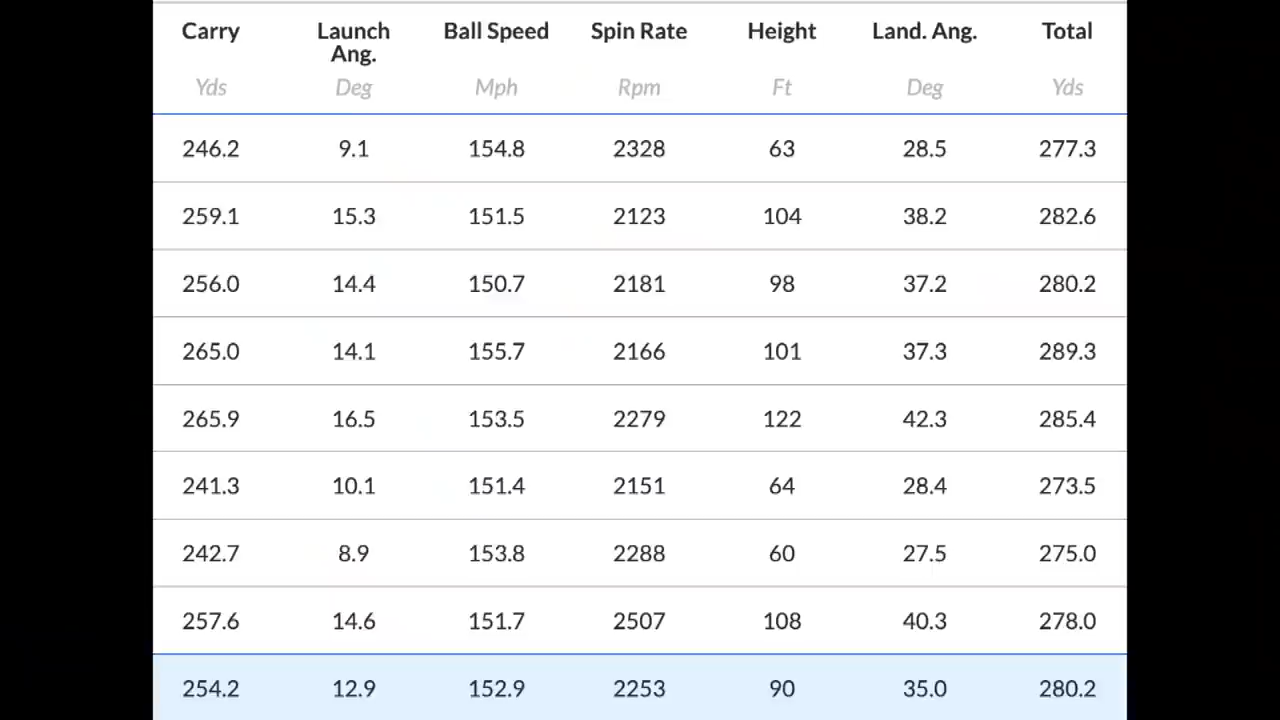 Carry Launch Ang. Ball Speed Spin Rate Height Land. Ang. Total
Yds Deg Mph Rpm Ft Deg Yds
246.2 9.1 154.8 2328 63 28.5 277.3
259.1 15.3 151.5 2123 104 38.2 282.6
256.0 14.4 150.7 2181 98 37.2 280.2
265.0 14.1 155.7 2166 101 37.3 289.3
265.9 16.5 153.5 2279 122 42.3 285.4
241.3 10.1 151.4 2151 64 28.4 273.5
242.7 8.9 153.8 2288 60 27.5 275.0
257.6 14.6 151.7 2507 108 40.3 278.0
254.2 12.9 152.9 2253 90 35.0 280.2